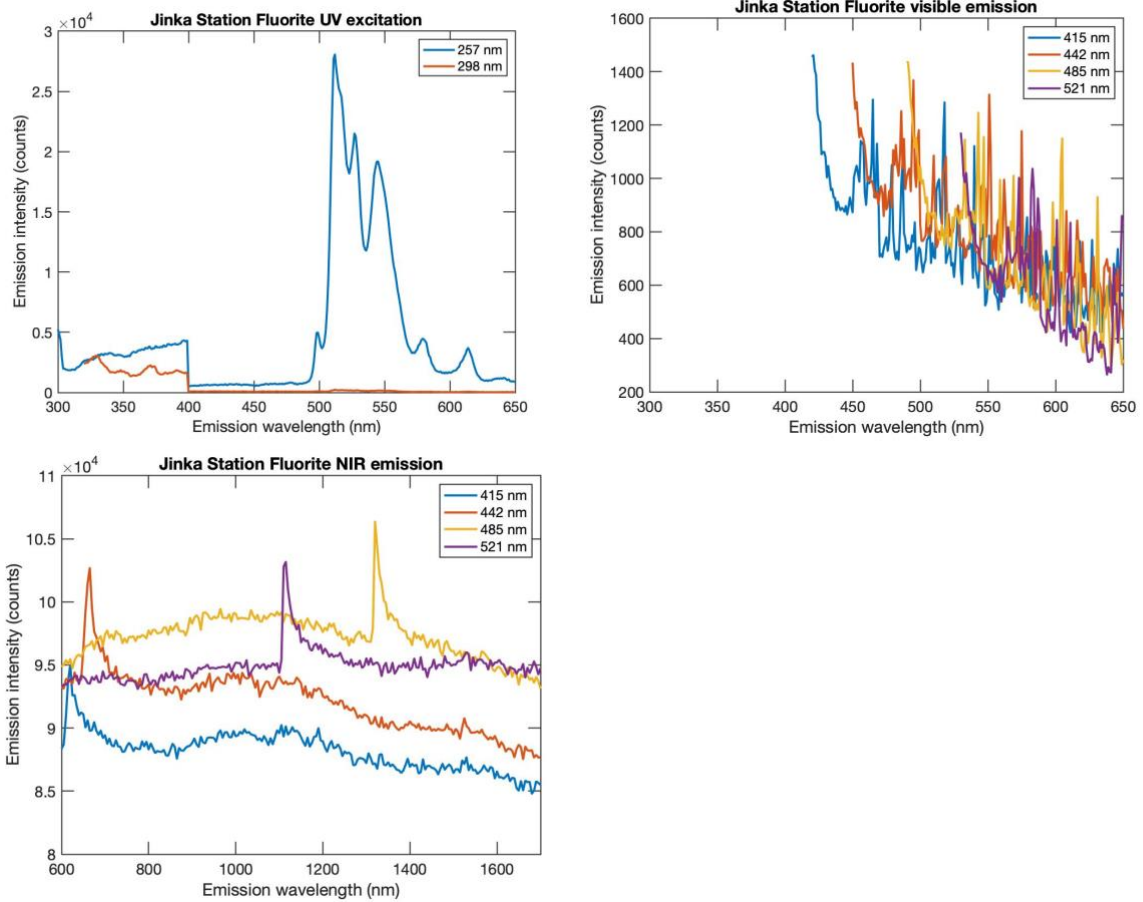 Jinka Station Fluorite UV excitation
×10⁴
3
2.5
2
1.5
1
0.5
0
300 350 400 450 500 550 600 650
Emission wavelength (nm)
Emission intensity (counts)
257 nm
298 nm
Jinka Station Fluorite visible emission
1600
1400
1200
1000
800
600
400
200
300 350 400 450 500 550 600 650
Emission wavelength (nm)
Emission intensity (counts)
415 nm
442 nm
485 nm
521 nm
Jinka Station Fluorite NIR emission
×10⁴
11
10.5
10
9.5
9
8.5
8
600 800 1000 1200 1400 1600
Emission wavelength (nm)
Emission intensity (counts)
415 nm
442 nm
485 nm
521 nm